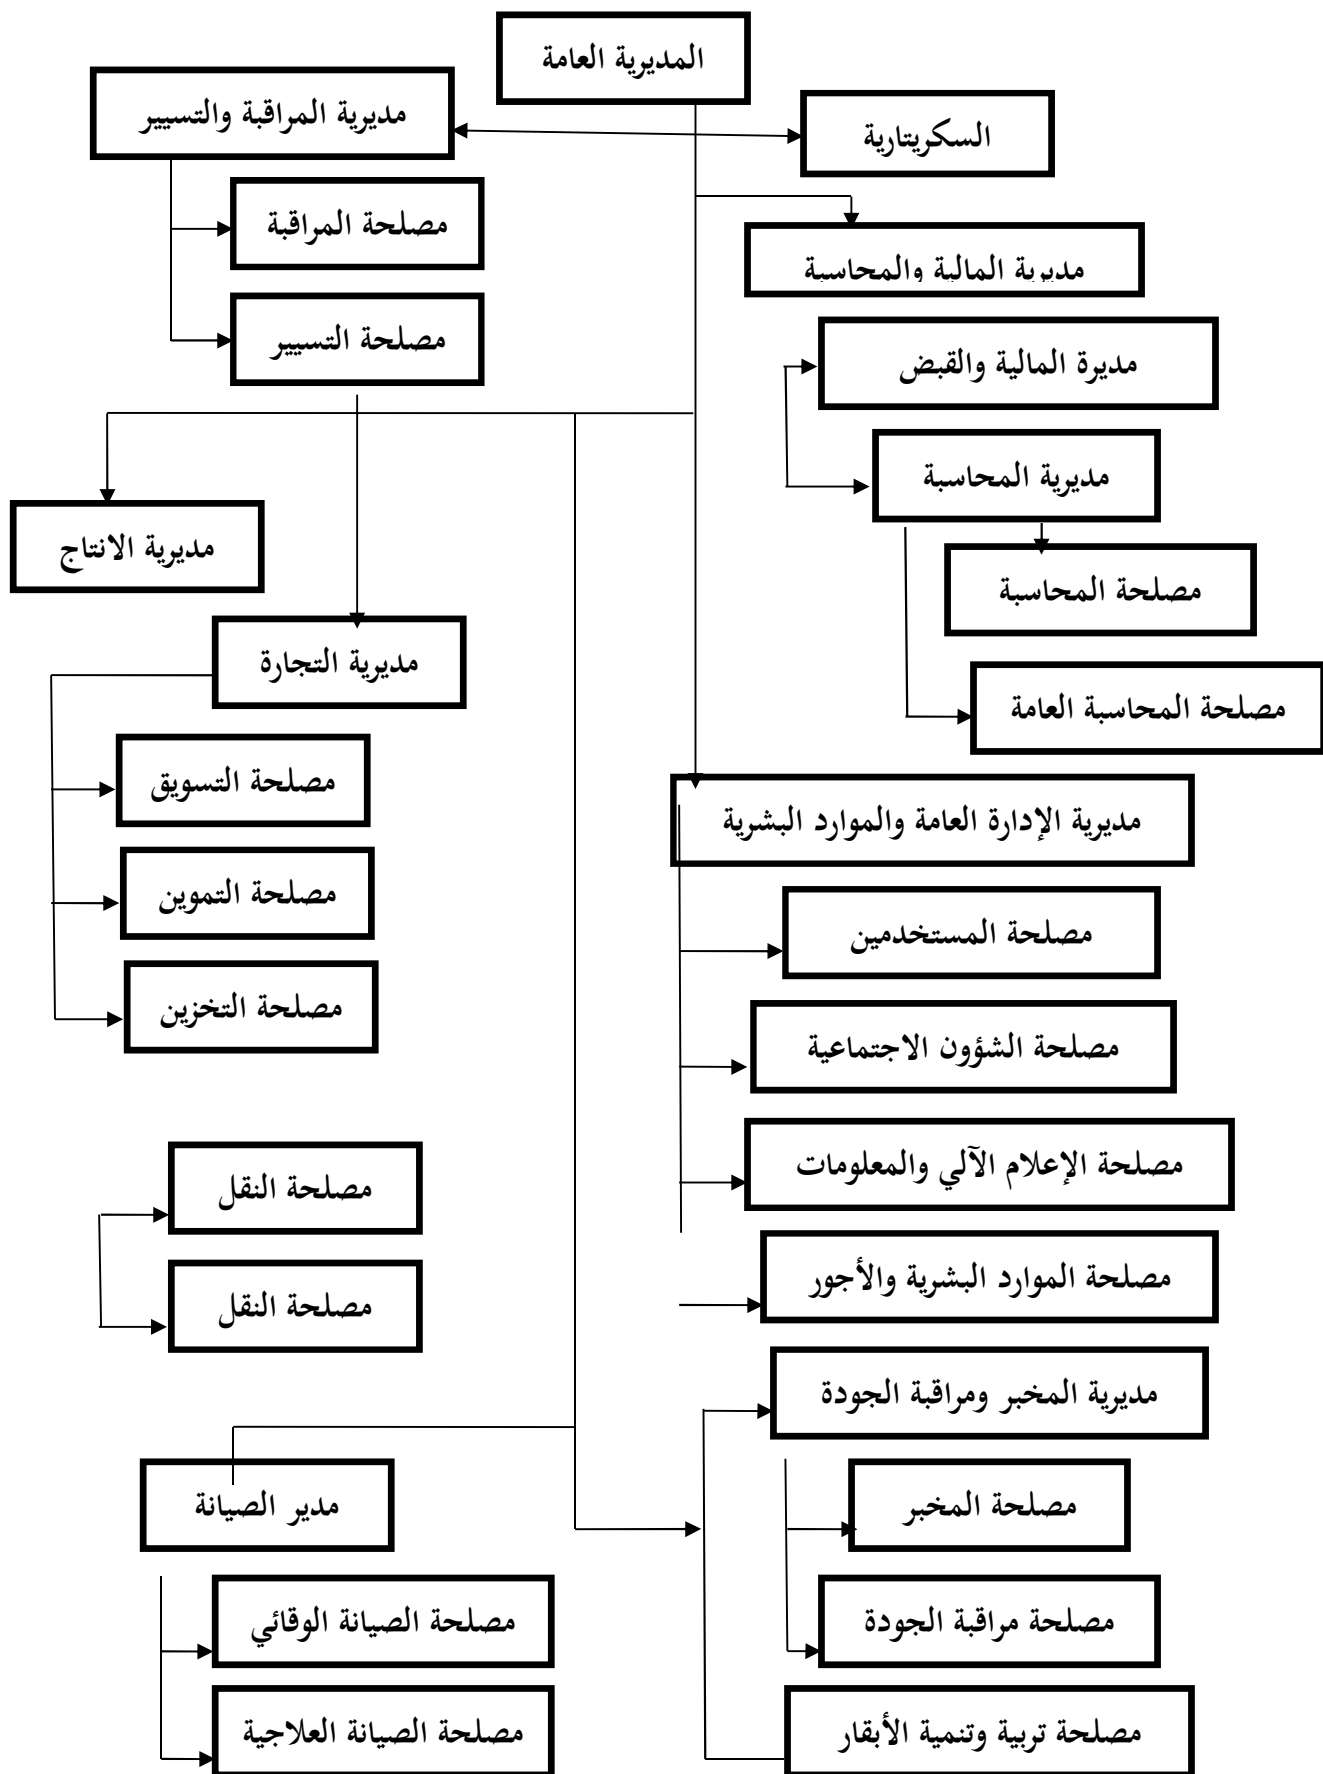 المديرية العامة
مديرية المراقبة والتسيير
السكريتارية
مصلحة المراقبة
مديرية المالية والمحاسبة
مصلحة التسيير
مديرة المالية والقبض
مديرية المحاسبة
مديرية الانتاج
مصلحة المحاسبة
مديرية التجارة
مصلحة المحاسبة العامة
مصلحة التسويق
مديرية الإدارة العامة والموارد البشرية
مصلحة التموين
مصلحة المستخدمين
مصلحة التخزين
مصلحة الشؤون الاجتماعية
مصلحة الإعلام الآلي والمعلومات
مصلحة النقل
مصلحة الموارد البشرية والأجور
مصلحة النقل
مديرية المخبر ومراقبة الجودة
مدير الصيانة
مصلحة المخبر
مصلحة الصيانة الوقائي
مصلحة مراقبة الجودة
مصلحة الصيانة العلاجية
مصلحة تربية وتنمية الأبقار